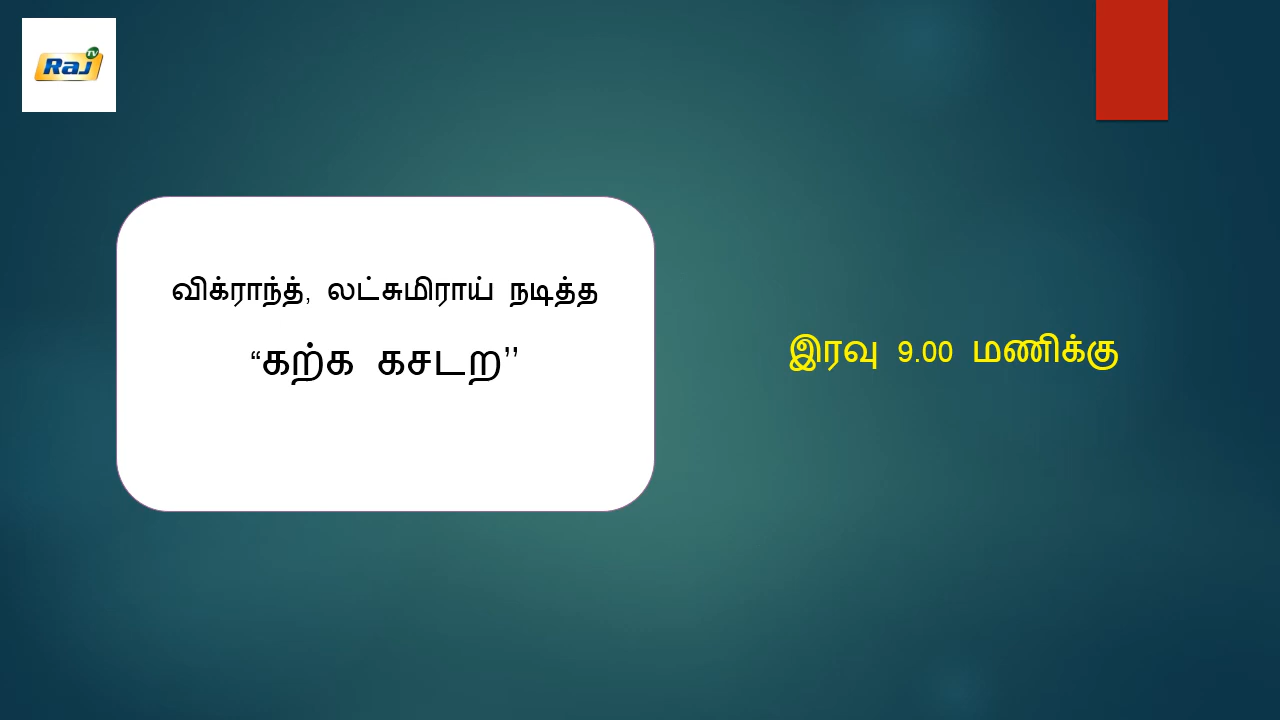 Raj TV
விக்ராந்த், லட்சுமிராய் நடித்த
“கற்க கசடற’’
இரவு 9.00 மணிக்கு